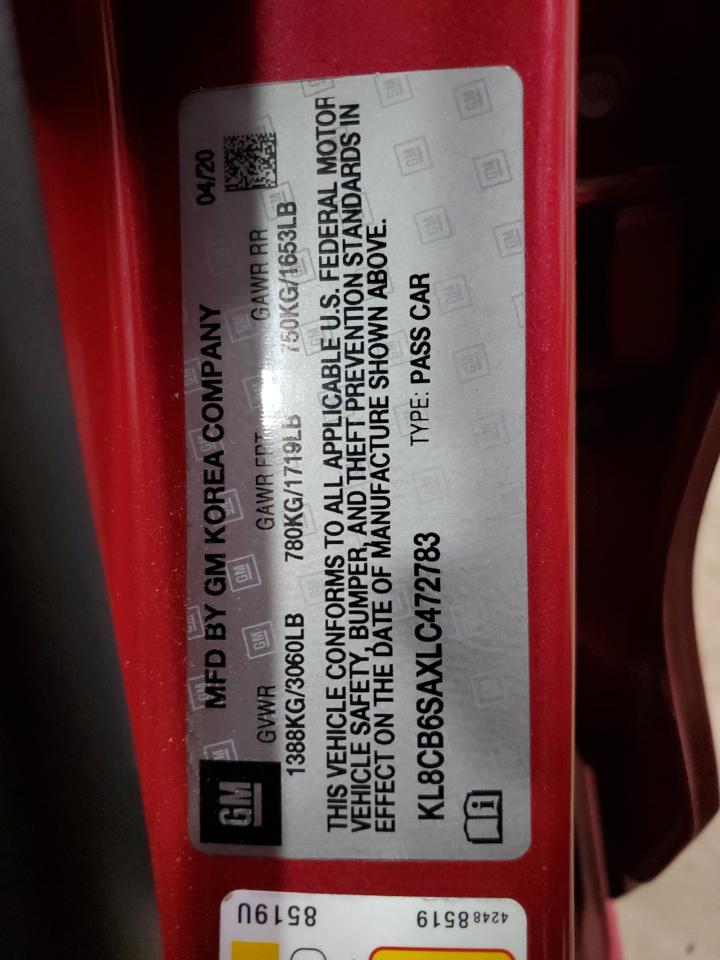 GM
MFD BY GM KOREA COMPANY 04/20
GVWR GAWR FRT GAWR RR
1388KG/3060LB 780KG/1719LB 750KG/1653LB
THIS VEHICLE CONFORMS TO ALL APPLICABLE U.S. FEDERAL MOTOR
VEHICLE SAFETY, BUMPER, AND THEFT PREVENTION STANDARDS IN
EFFECT ON THE DATE OF MANUFACTURE SHOWN ABOVE.
KL8CB6SAXLC472783 TYPE: PASS CAR
42488519 8519U